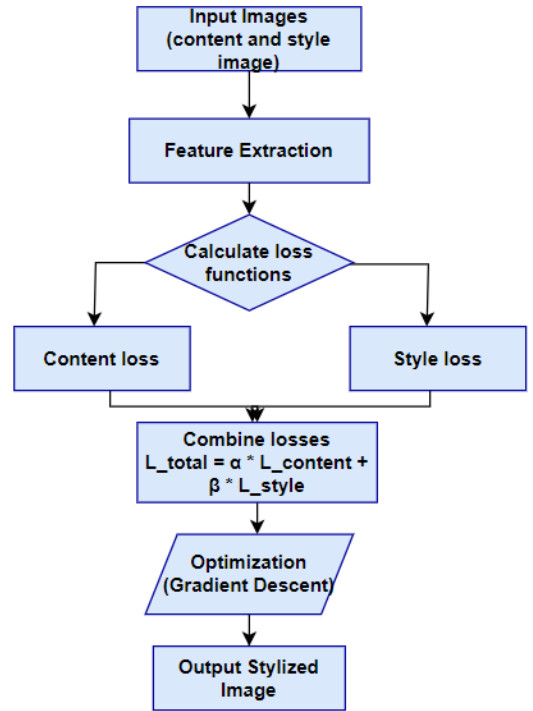 Input Images
(content and style
image)
Feature Extraction
Calculate loss
functions
Content loss
Style loss
Combine losses
L_total = α * L_content +
β * L_style
Optimization
(Gradient Descent)
Output Stylized
Image